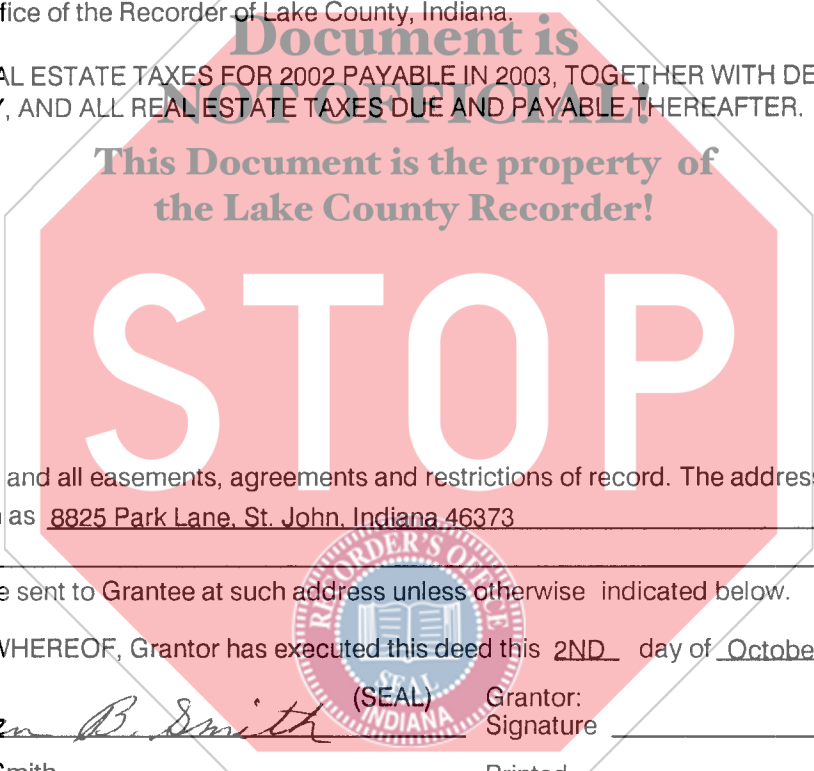 fice of the Recorder of Lake County, Indiana.
Document is
AL ESTATE TAXES FOR 2002 PAYABLE IN 2003, TOGETHER WITH DE
Y, AND ALL REAL ESTATE TAXES DUE AND PAYABLE THEREAFTER.
NOT OFFICIAL!
This Document is the property of
the Lake County Recorder!
STOP
and all easements, agreements and restrictions of record. The address
as 8825 Park Lane, St. John, Indiana 46373
RECORDER'S OFFICE
e sent to Grantee at such address unless otherwise indicated below.
WHEREOF, Grantor has executed this deed this 2ND day of Octobe
SEAL
INDIANA
(SEAL) Grantor:
en B. Smith Signature
Smith Printed